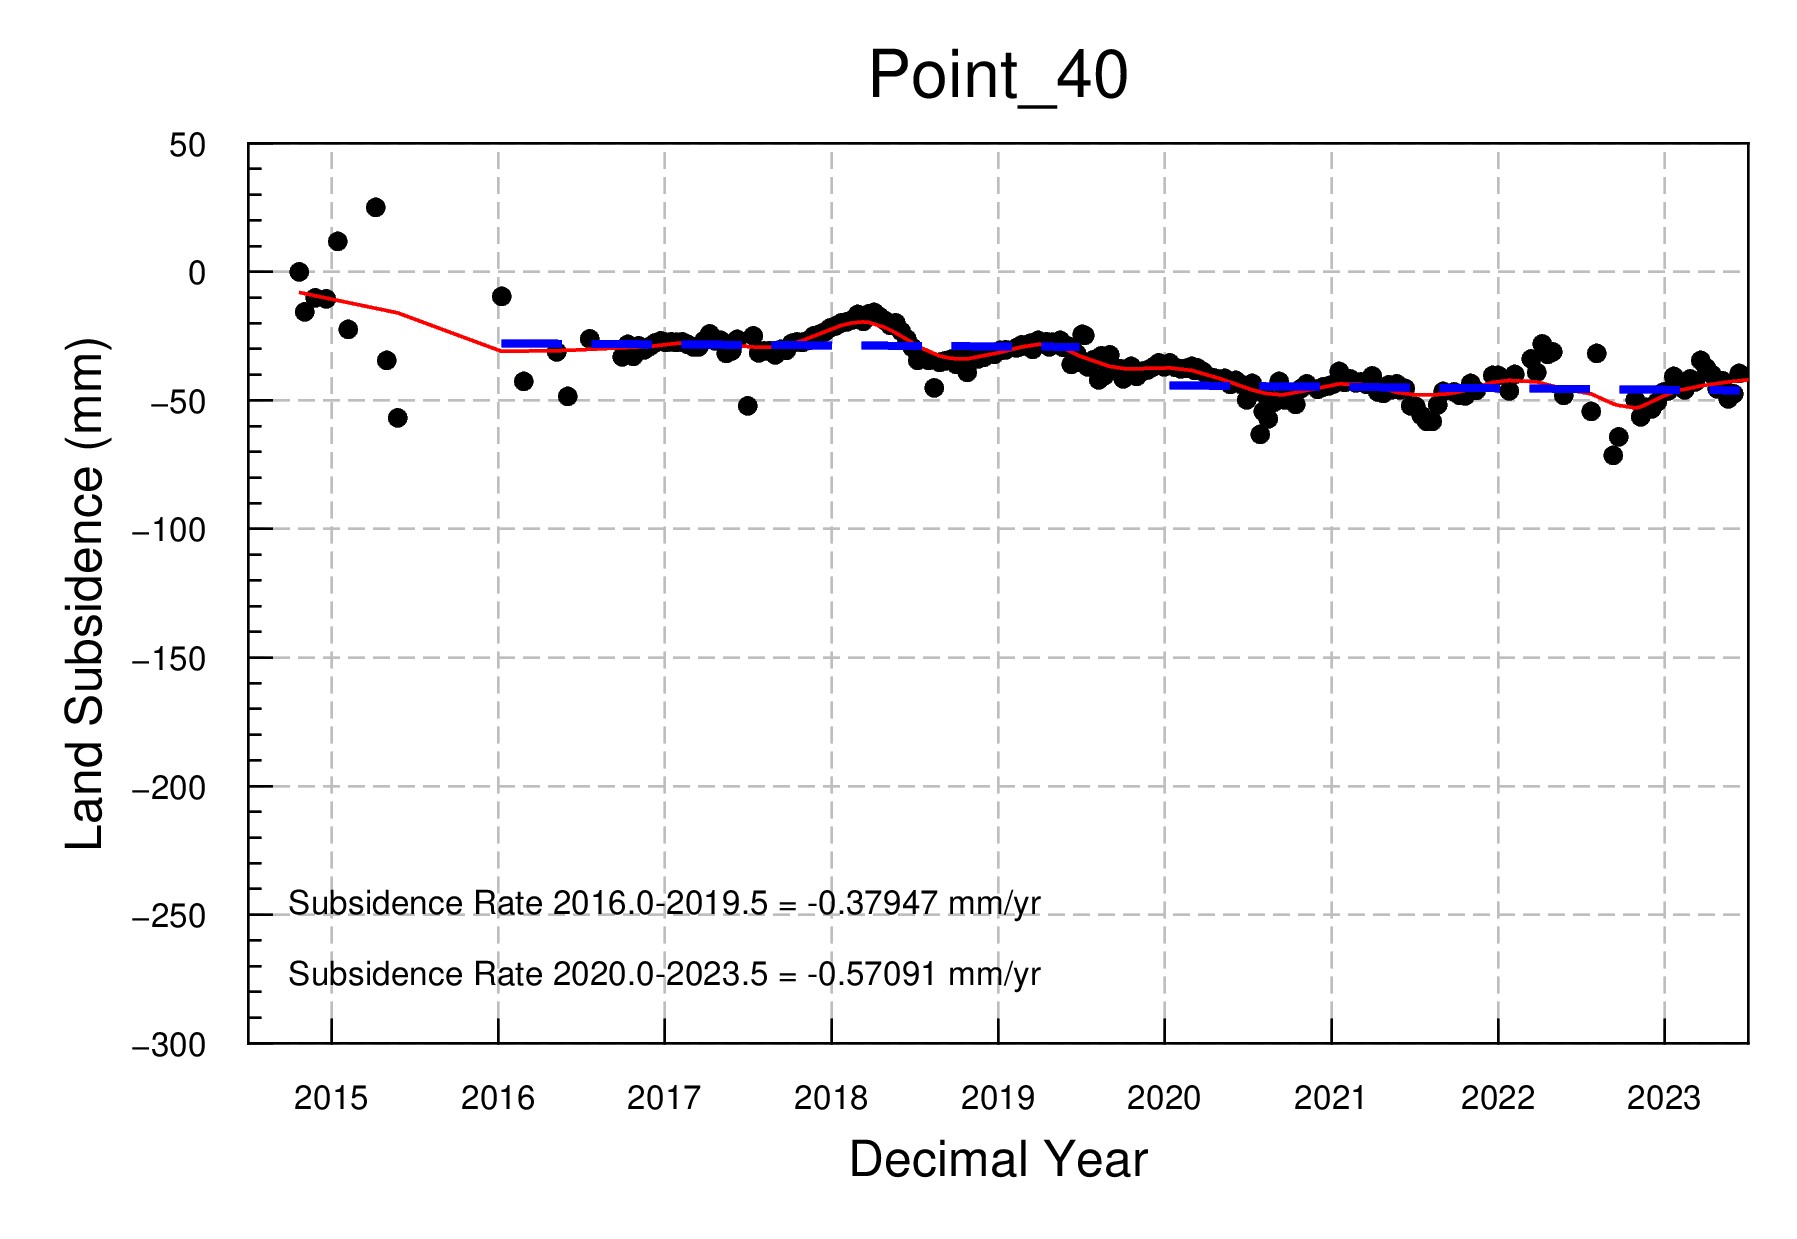 Point_40
50
0
−50
−100
−150
−200
−250
−300
Land Subsidence (mm)
Subsidence Rate 2016.0-2019.5 = -0.37947 mm/yr
Subsidence Rate 2020.0-2023.5 = -0.57091 mm/yr
2015 2016 2017 2018 2019 2020 2021 2022 2023
Decimal Year